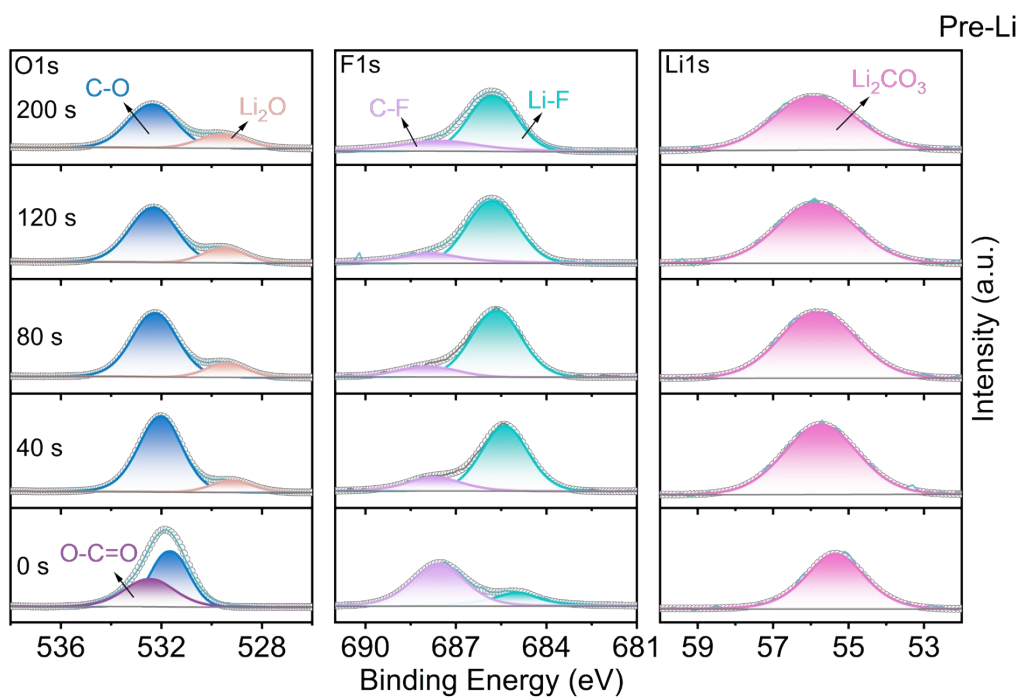 Pre-Li
O1s
F1s
Li1s
C-O
Li₂O
C-F
Li-F
Li₂CO₃
200 s
120 s
80 s
40 s
0 s
O-C=O
Intensity (a.u.)
536 532 528 690 687 684 681 59 57 55 53
Binding Energy (eV)